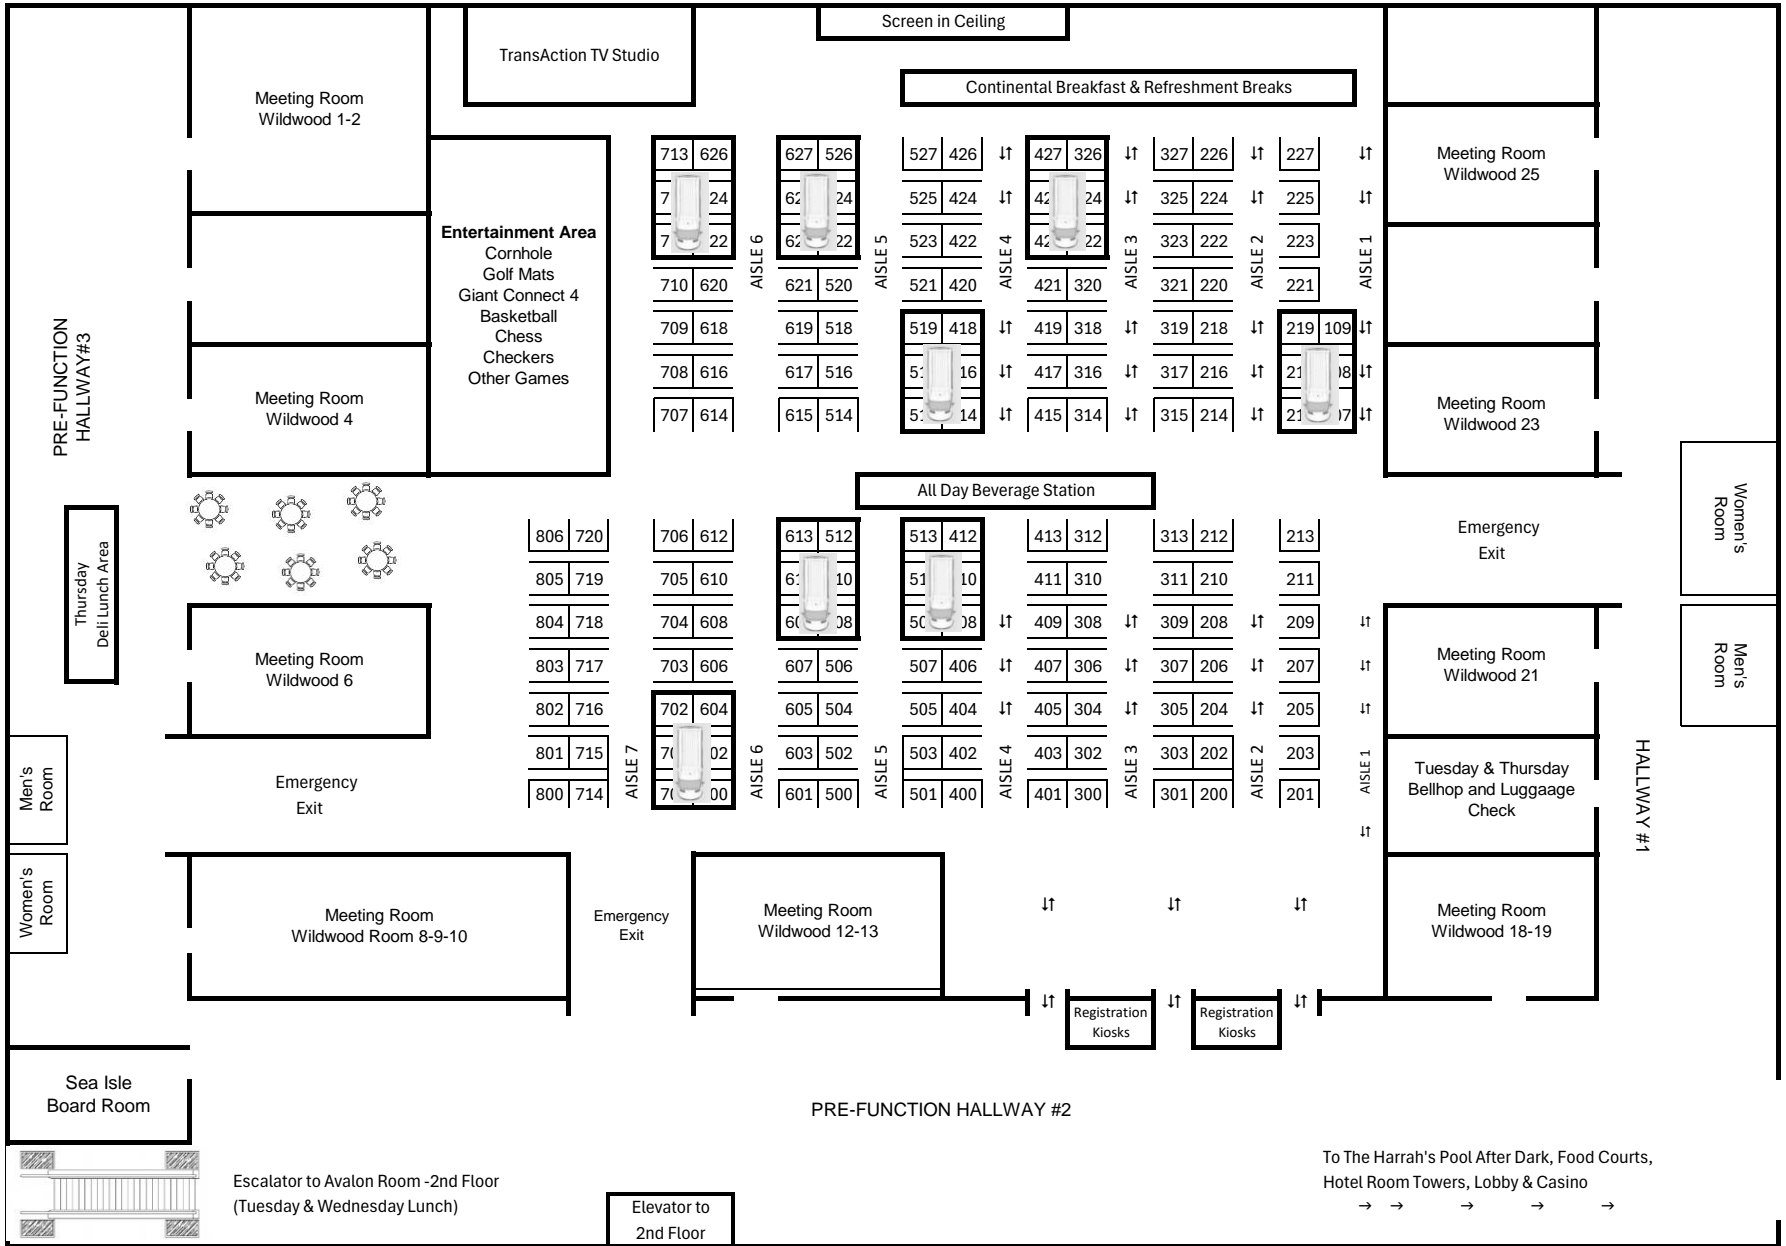 Screen in Ceiling
TransAction TV Studio
Continental Breakfast & Refreshment Breaks
Meeting Room
Wildwood 1-2
Meeting Room
Wildwood 25
Entertainment Area
Cornhole
Golf Mats
Giant Connect 4
Basketball
Chess
Checkers
Other Games
713 626 627 526 527 426 ↓↑ 427 326 ↓↑ 327 226 ↓↑ 227 ↓↑
525 424 ↓↑ ↓↑ 325 224 ↓↑ 225 ↓↑
523 422 323 222 223
AISLE 6 AISLE 5 AISLE 4 AISLE 3 AISLE 2 AISLE 1
710 620 621 520 521 420 421 320 321 220 221
709 618 619 518 519 418 ↓↑ 419 318 ↓↑ 319 218 ↓↑ 219 109 ↓↑
708 616 617 516 ↓↑ 417 316 ↓↑ 317 216 ↓↑ ↓↑
707 614 615 514 ↓↑ 415 314 ↓↑ 315 214 ↓↑ ↓↑
PRE-FUNCTION
HALLWAY#3
Meeting Room
Wildwood 4
Meeting Room
Wildwood 23
All Day Beverage Station
Women's
Room
Emergency
Exit
Thursday
Deli Lunch Area
806 720 706 612 613 512 513 412 413 312 313 212 213
805 719 705 610 411 310 311 210 211
804 718 704 608 ↓↑ 409 308 ↓↑ 309 208 ↓↑ 209 ↓↑
803 717 703 606 607 506 507 406 ↓↑ 407 306 ↓↑ 307 206 ↓↑ 207 ↓↑
802 716 702 604 605 504 505 404 ↓↑ 405 304 ↓↑ 305 204 ↓↑ 205 ↓↑
801 715 603 502 503 402 403 302 303 202 203
AISLE 7 AISLE 6 AISLE 5 AISLE 4 AISLE 3 AISLE 2 AISLE 1
800 714 601 500 501 400 401 300 301 200 201
↓↑
Meeting Room
Wildwood 6
Meeting Room
Wildwood 21
Men's
Room
Men's
Room
Emergency
Exit
Tuesday & Thursday
Bellhop and Luggaage
Check
HALLWAY #1
Women's
Room
Meeting Room
Wildwood Room 8-9-10
Emergency
Exit
Meeting Room
Wildwood 12-13
↓↑ ↓↑ ↓↑
Meeting Room
Wildwood 18-19
↓↑ ↓↑ ↓↑
Registration
Kiosks
Registration
Kiosks
Sea Isle
Board Room
PRE-FUNCTION HALLWAY #2
Escalator to Avalon Room -2nd Floor
(Tuesday & Wednesday Lunch)
Elevator to
2nd Floor
To The Harrah's Pool After Dark, Food Courts,
Hotel Room Towers, Lobby & Casino
→ → → → →